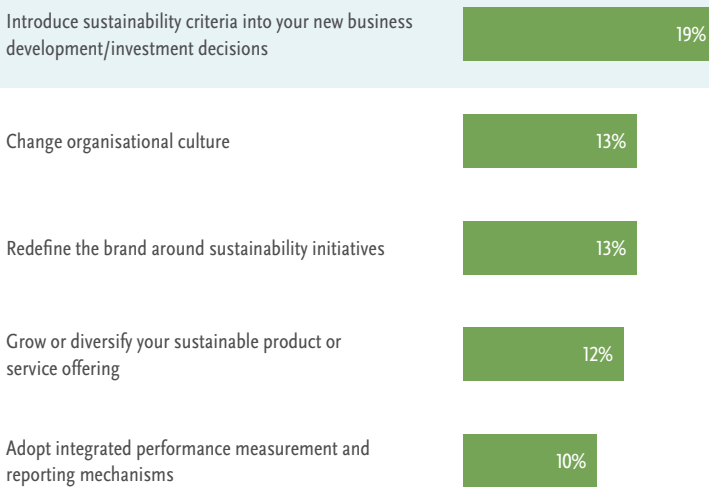 Introduce sustainability criteria into your new business
development/investment decisions
19%
Change organisational culture
13%
Redefine the brand around sustainability initiatives
13%
Grow or diversify your sustainable product or
service offering
12%
Adopt integrated performance measurement and
reporting mechanisms
10%